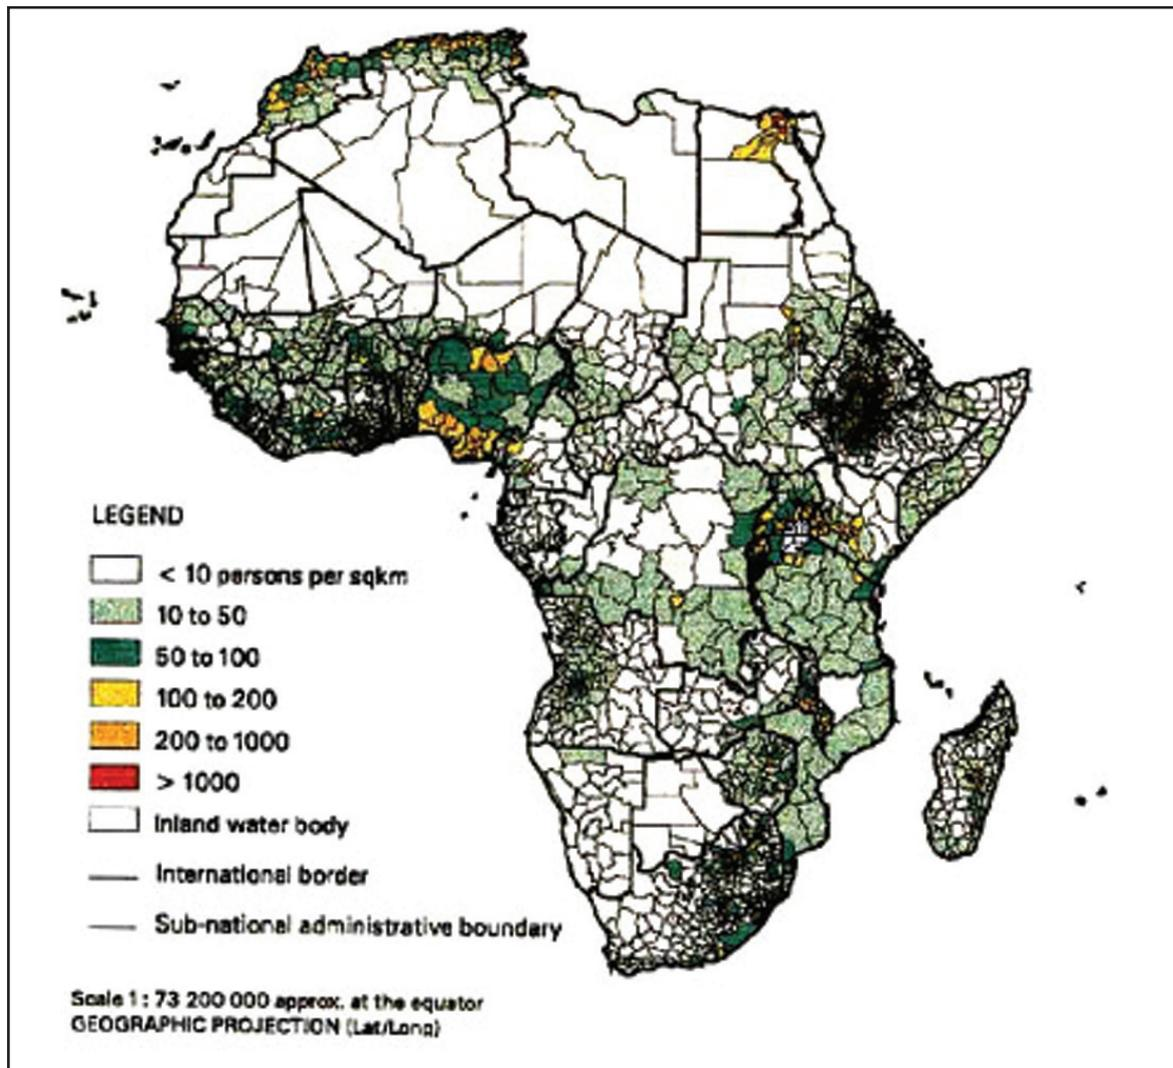 LEGEND
< 10 persons per sqkm
10 to 50
50 to 100
100 to 200
200 to 1000
> 1000
Inland water body
International border
Sub-national administrative boundary
Scale 1 : 73 200 000 approx. at the equator
GEOGRAPHIC PROJECTION (Lat/Long)